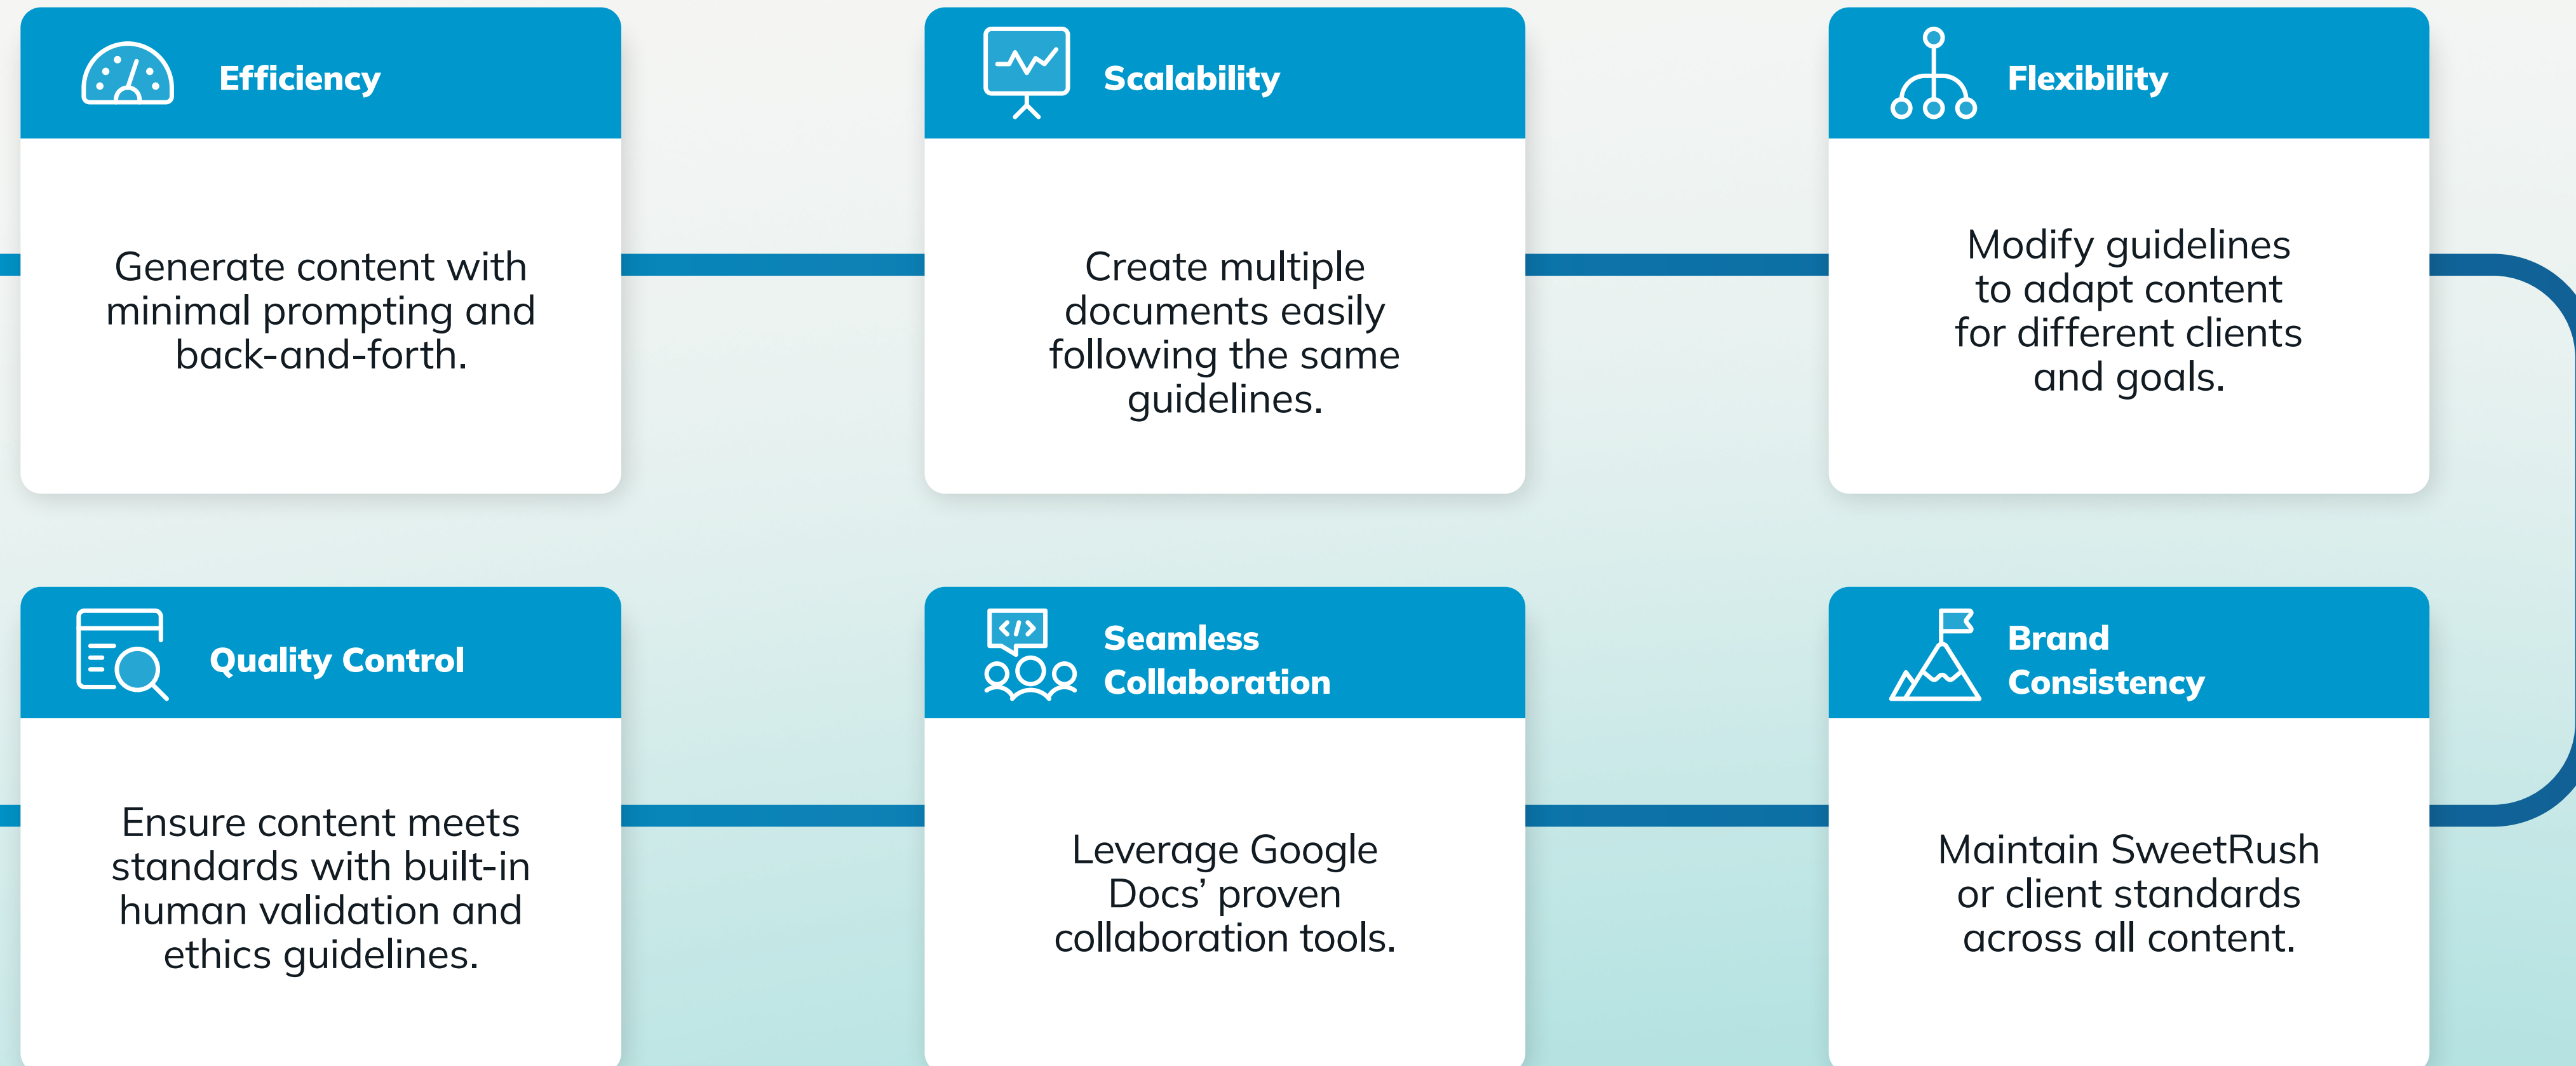 Efficiency
Generate content with
minimal prompting and
back-and-forth.
Scalability
Create multiple
documents easily
following the same
guidelines.
Flexibility
Modify guidelines
to adapt content
for different clients
and goals.
Quality Control
Ensure content meets
standards with built-in
human validation and
ethics guidelines.
</>
Seamless
Collaboration
Leverage Google
Docs’ proven
collaboration tools.
Brand
Consistency
Maintain SweetRush
or client standards
across all content.